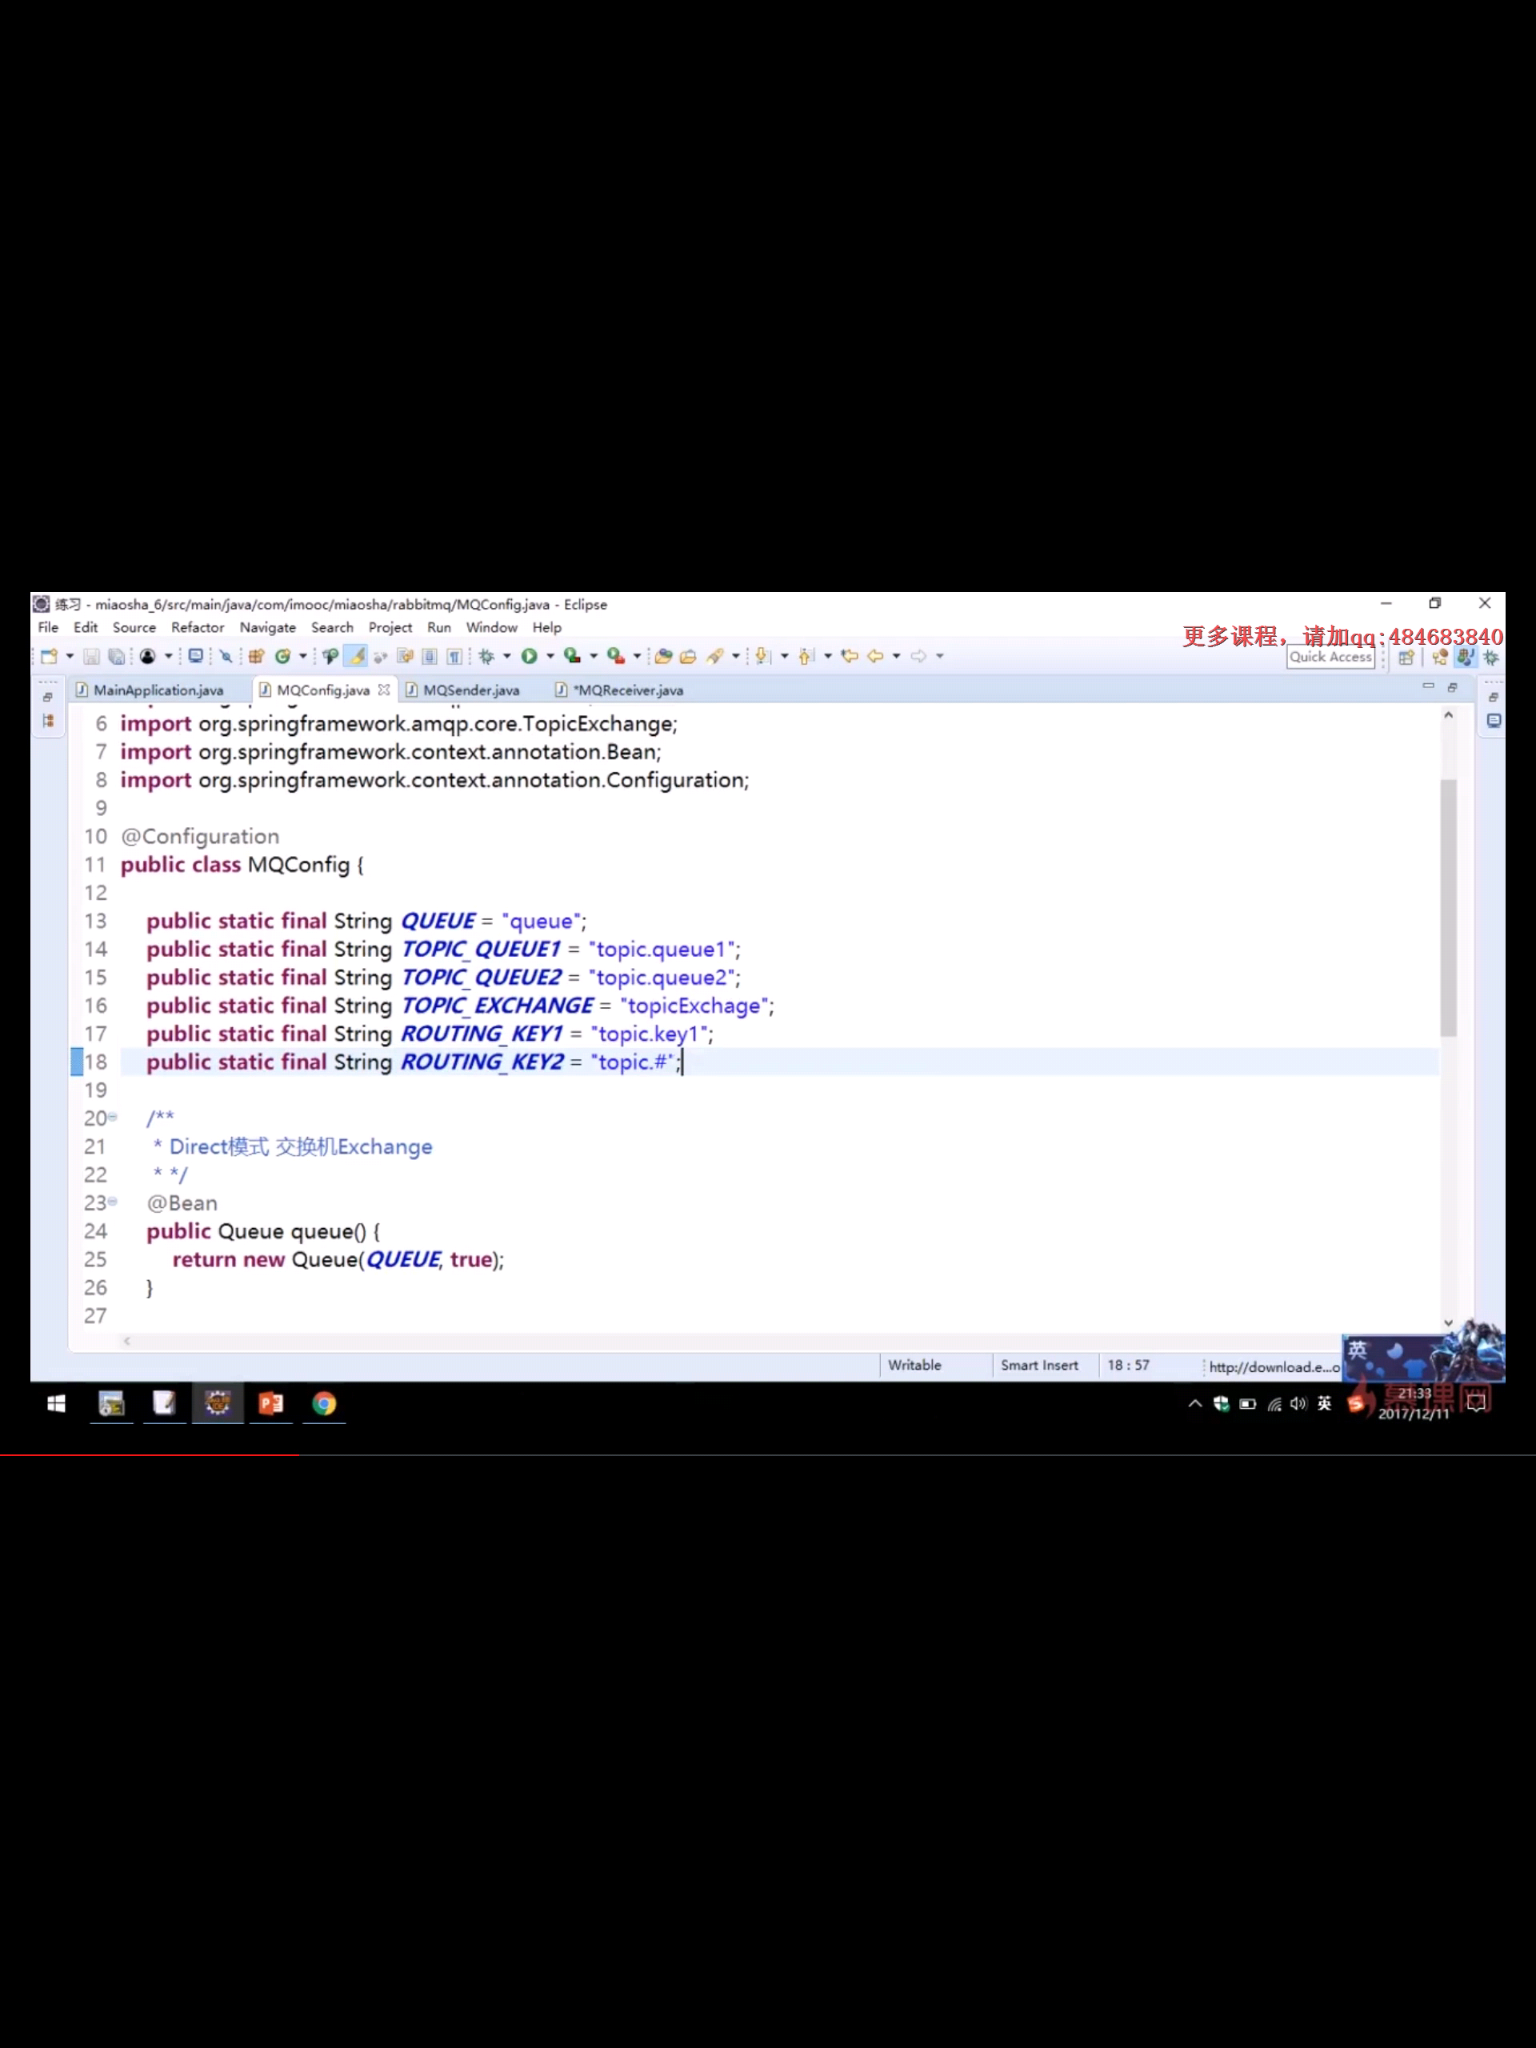 练习 - miaosha_6/src/main/java/com/imooc/miaosha/rabbitmq/MQConfig.java - Eclipse
File Edit Source Refactor Navigate Search Project Run Window Help
更多课程，请加qq:484683840
Quick Access
MainApplication.java MQConfig.java MQSender.java *MQReceiver.java
6 import org.springframework.amqp.core.TopicExchange;
7 import org.springframework.context.annotation.Bean;
8 import org.springframework.context.annotation.Configuration;
9
10 @Configuration
11 public class MQConfig {
12
13 public static final String QUEUE = "queue";
14 public static final String TOPIC_QUEUE1 = "topic.queue1";
15 public static final String TOPIC_QUEUE2 = "topic.queue2";
16 public static final String TOPIC_EXCHANGE = "topicExchage";
17 public static final String ROUTING_KEY1 = "topic.key1";
18 public static final String ROUTING_KEY2 = "topic.#";
19
20 /**
21 * Direct模式 交换机Exchange
22 * */
23 @Bean
24 public Queue queue() {
25 return new Queue(QUEUE, true);
26 }
27
Writable Smart Insert 18 : 57 http://download.e...o
英
英 21:33
慕课网
2017/12/11